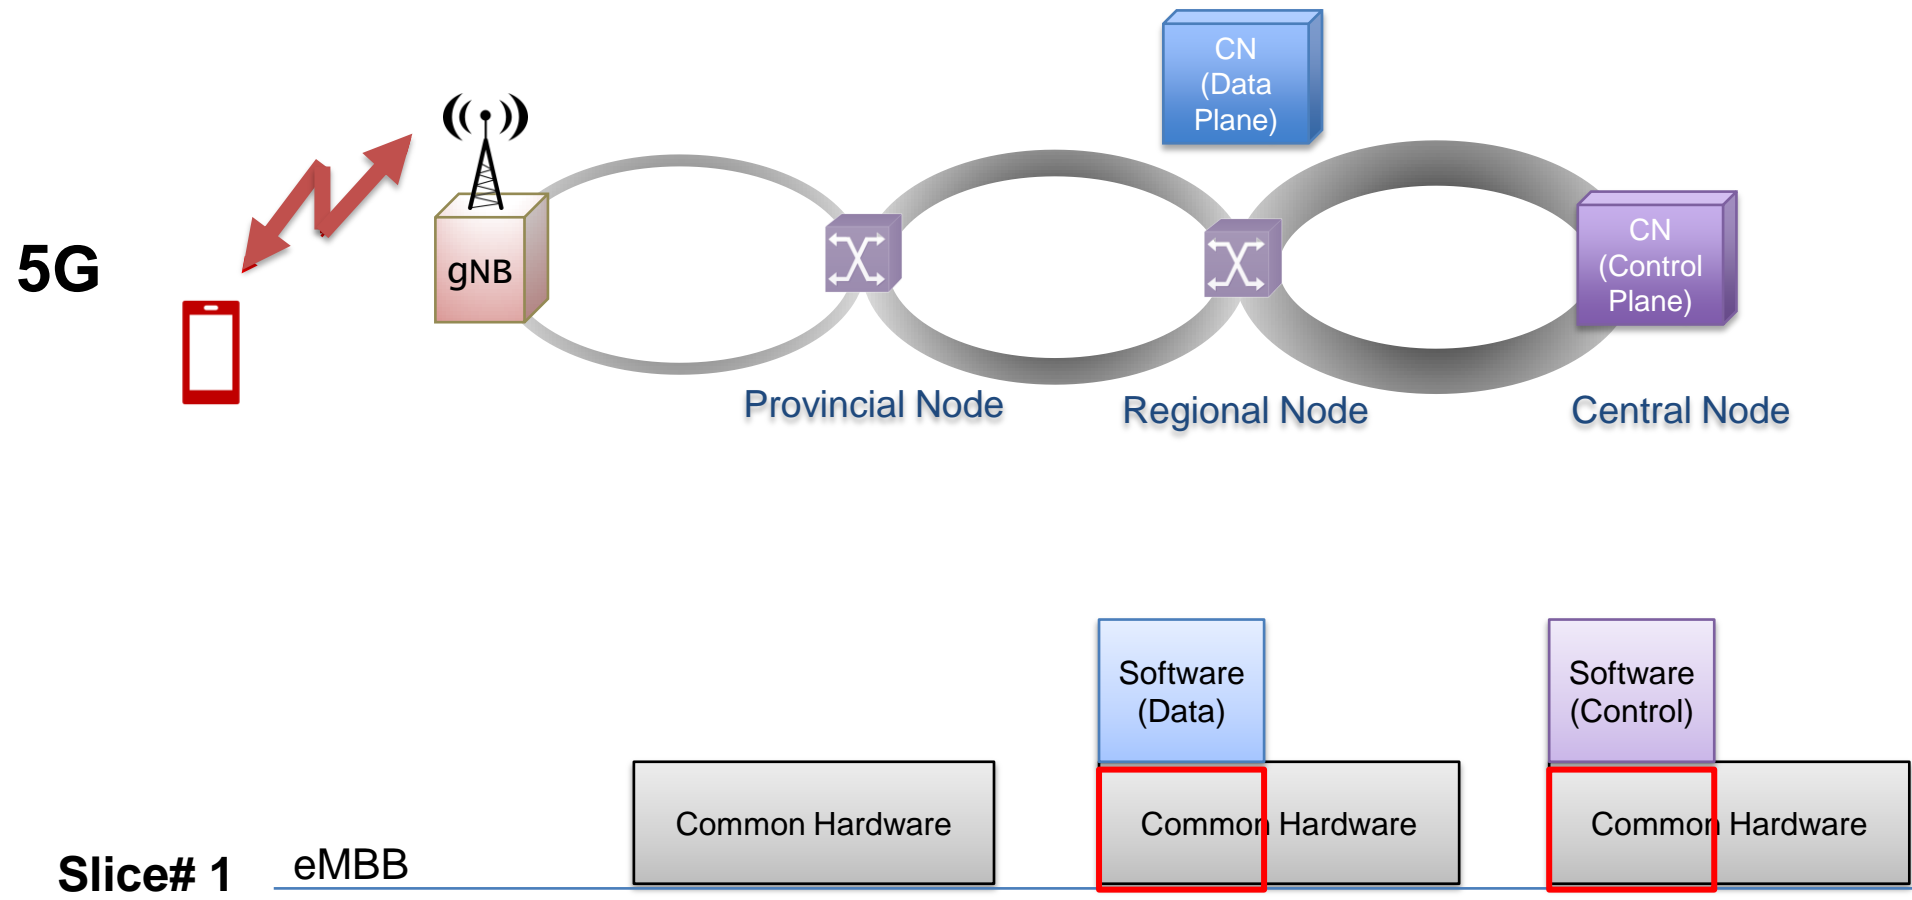 CN
(Data
Plane)
5G
gNB
CN
(Control
Plane)
Provincial Node
Regional Node
Central Node
Software
(Data)
Software
(Control)
Common Hardware
Common Hardware
Common Hardware
Slice# 1
eMBB